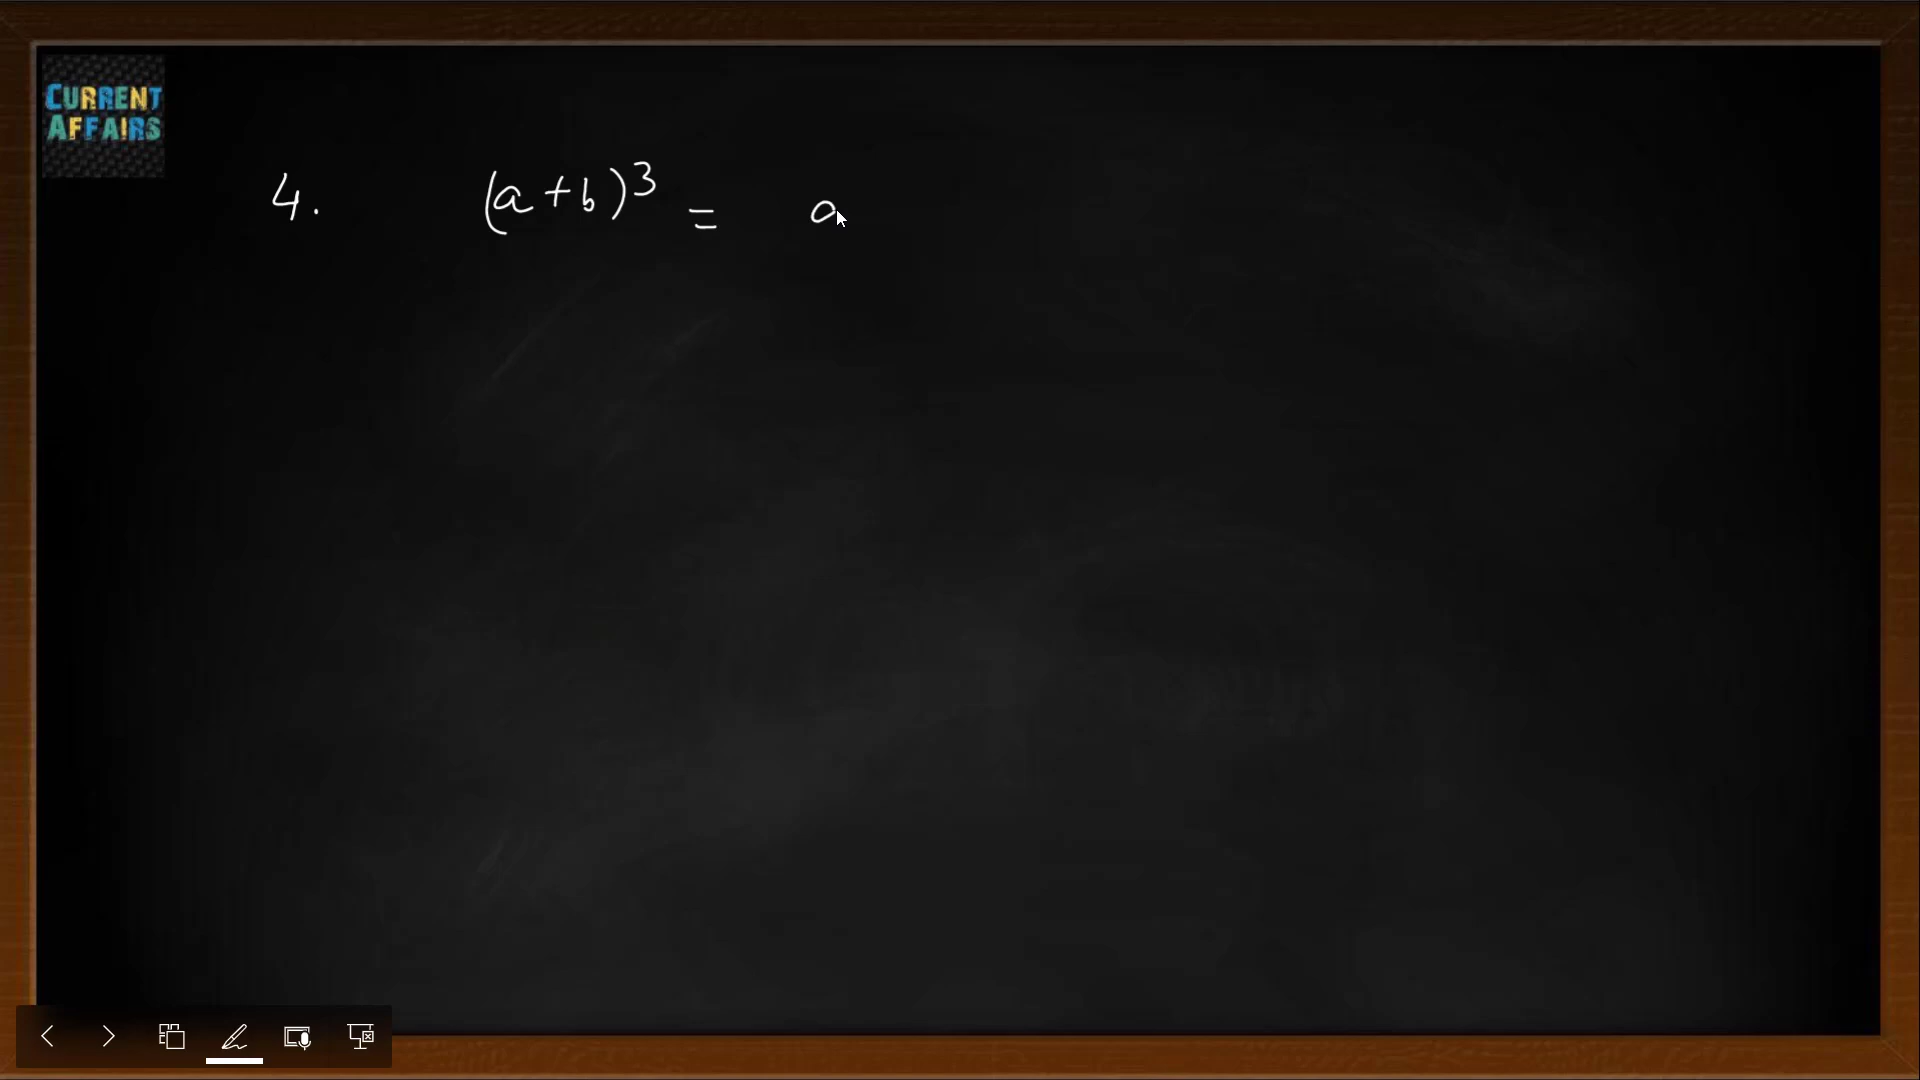 CURRENT
AFFAIRS
4. (a+b)³ = a